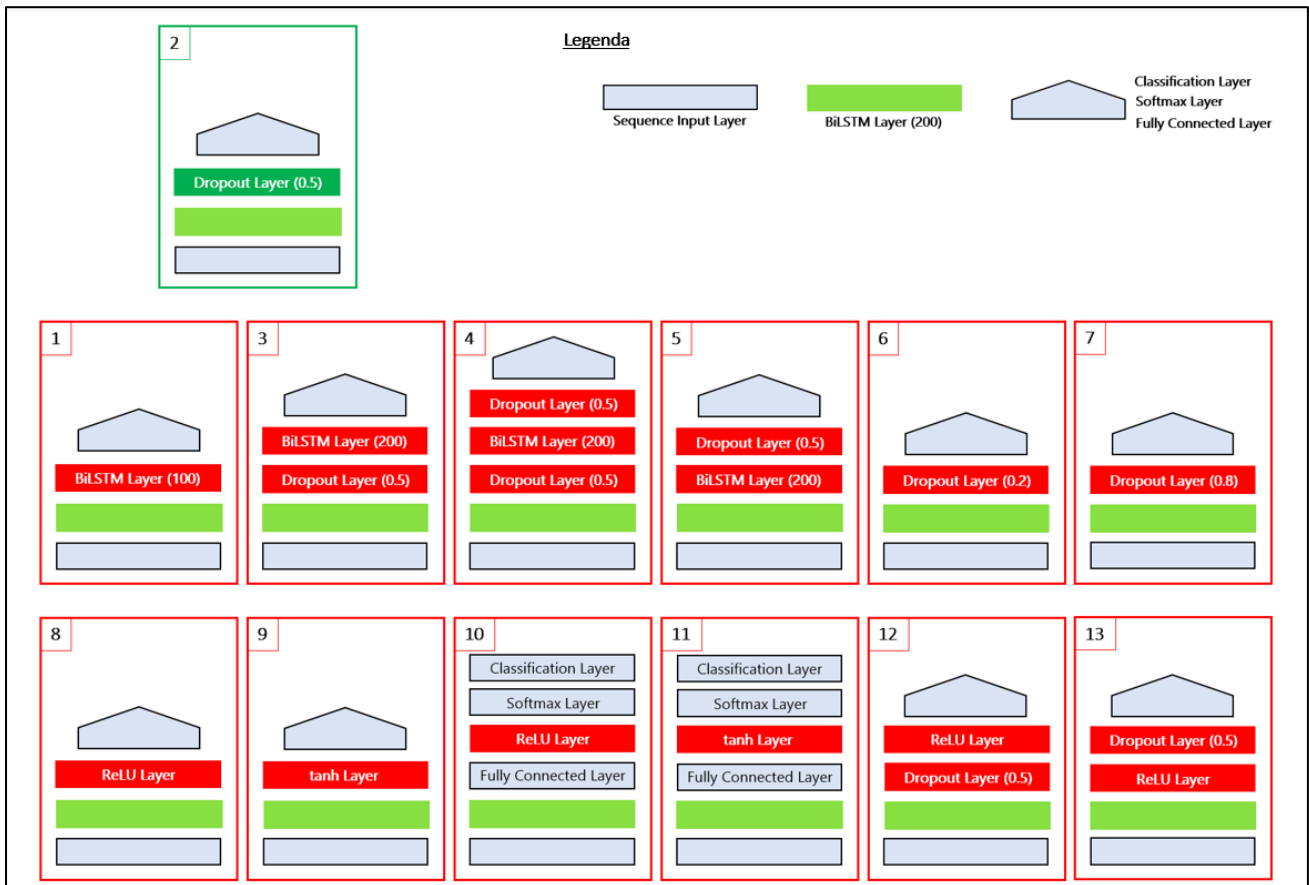 2
Legenda
Sequence Input Layer
BiLSTM Layer (200)
Classification Layer
Softmax Layer
Fully Connected Layer
Dropout Layer (0.5)
1
BiLSTM Layer (100)
3
BiLSTM Layer (200)
Dropout Layer (0.5)
4
Dropout Layer (0.5)
BiLSTM Layer (200)
Dropout Layer (0.5)
5
Dropout Layer (0.5)
BiLSTM Layer (200)
6
Dropout Layer (0.2)
7
Dropout Layer (0.8)
8
ReLU Layer
9
tanh Layer
10
Classification Layer
Softmax Layer
ReLU Layer
Fully Connected Layer
11
Classification Layer
Softmax Layer
tanh Layer
Fully Connected Layer
12
ReLU Layer
Dropout Layer (0.5)
13
Dropout Layer (0.5)
ReLU Layer